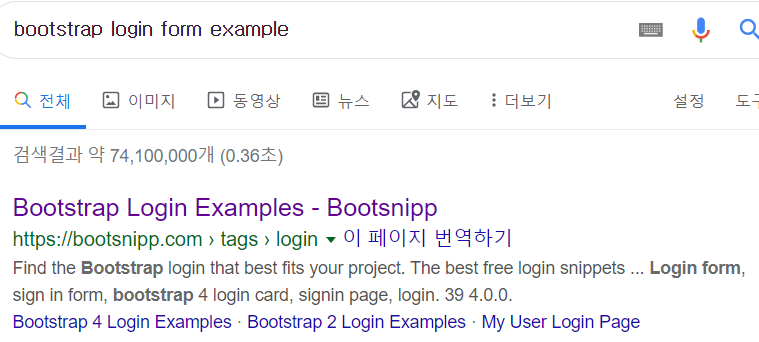 bootstrap login form example
전체 이미지 동영상 뉴스 지도 더보기 설정
검색결과 약 74,100,000개 (0.36초)
Bootstrap Login Examples - Bootsnipp
https://bootsnipp.com › tags › login ▾ 이 페이지 번역하기
Find the Bootstrap login that best fits your project. The best free login snippets ... Login form,
sign in form, bootstrap 4 login card, signin page, login. 39 4.0.0.
Bootstrap 4 Login Examples · Bootstrap 2 Login Examples · My User Login Page